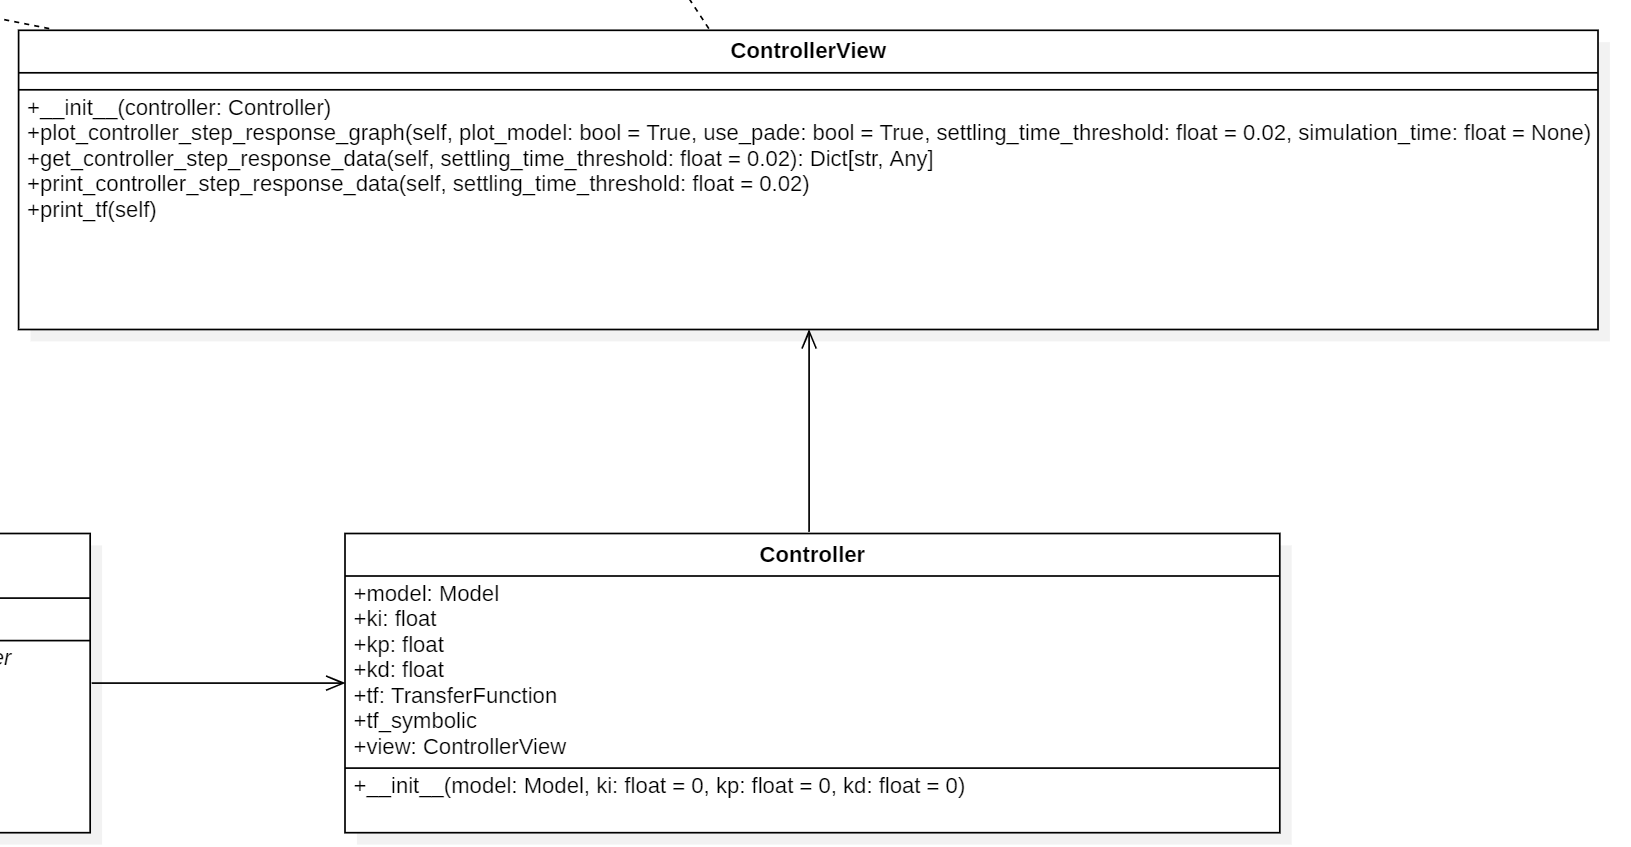 ControllerView
+__init__(controller: Controller)
+plot_controller_step_response_graph(self, plot_model: bool = True, use_pade: bool = True, settling_time_threshold: float = 0.02, simulation_time: float = None)
+get_controller_step_response_data(self, settling_time_threshold: float = 0.02): Dict[str, Any]
+print_controller_step_response_data(self, settling_time_threshold: float = 0.02)
+print_tf(self)
Controller
+model: Model
+ki: float
+kp: float
+kd: float
+tf: TransferFunction
+tf_symbolic
+view: ControllerView
+__init__(model: Model, ki: float = 0, kp: float = 0, kd: float = 0)